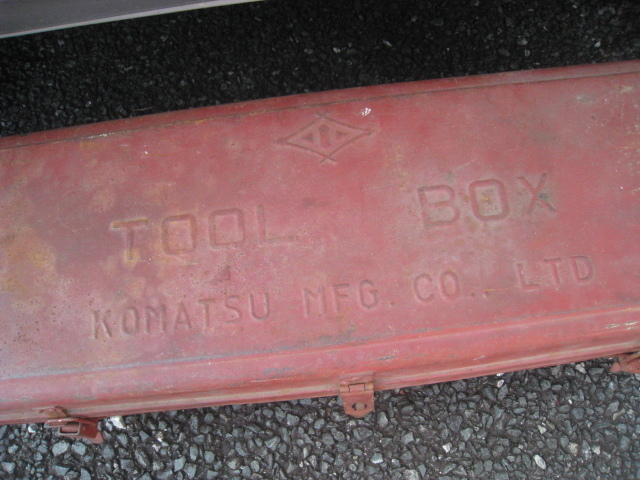 TOOL BOX
KOMATSU MFG. CO., LTD